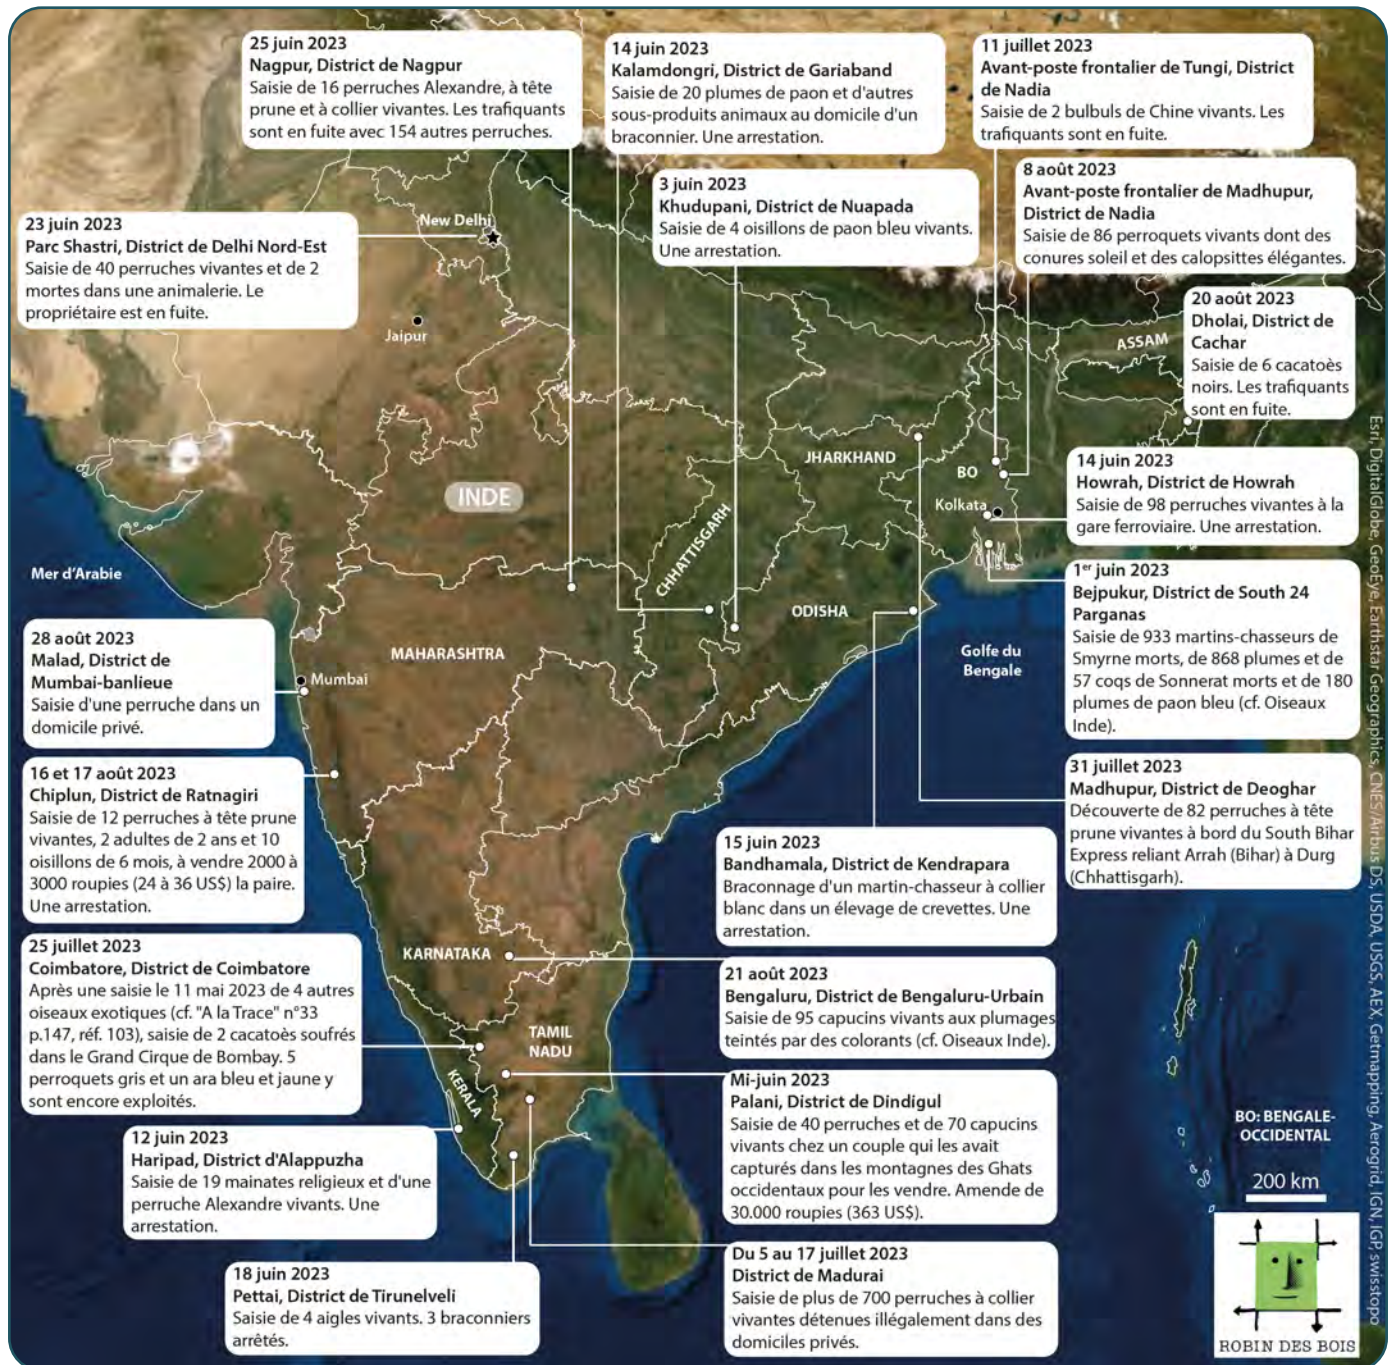 25 juin 2023
Nagpur, District de Nagpur
Saisie de 16 perruches Alexandre, à tête
prune et à collier vivantes. Les trafiquants
sont en fuite avec 154 autres perruches.
14 juin 2023
Kalamdongri, District de Gariaband
Saisie de 20 plumes de paon et d'autres
sous-produits animaux au domicile d'un
braconnier. Une arrestation.
11 juillet 2023
Avant-poste frontalier de Tungi, District
de Nadia
Saisie de 2 bulbuls de Chine vivants. Les
trafiquants sont en fuite.
3 juin 2023
Khudupani, District de Nuapada
Saisie de 4 oisillons de paon bleu vivants.
Une arrestation.
8 août 2023
Avant-poste frontalier de Madhupur,
District de Nadia
Saisie de 86 perroquets vivants dont des
conures soleil et des calopsittes élégantes.
23 juin 2023
Parc Shastri, District de Delhi Nord-Est
Saisie de 40 perruches vivantes et de 2
mortes dans une animalerie. Le
propriétaire est en fuite.
New Delhi
Jaipur
20 août 2023
Dholai, District de
Cachar
Saisie de 6 cacatoès
noirs. Les trafiquants
sont en fuite.
ASSAM
JHARKHAND
BO
Kolkata
INDE
CHHATTISGARH
14 juin 2023
Howrah, District de Howrah
Saisie de 98 perruches vivantes à la
gare ferroviaire. Une arrestation.
Mer d'Arabie
ODISHA
MAHARASHTRA
Mumbai
Golfe du
Bengale
1er juin 2023
Bejpukur, District de South 24
Parganas
Saisie de 933 martins-chasseurs de
Smyrne morts, de 868 plumes et de
57 coqs de Sonnerat morts et de 180
plumes de paon bleu (cf. Oiseaux
Inde).
28 août 2023
Malad, District de
Mumbai-banlieue
Saisie d'une perruche dans un
domicile privé.
16 et 17 août 2023
Chiplun, District de Ratnagiri
Saisie de 12 perruches à tête prune
vivantes, 2 adultes de 2 ans et 10
oisillons de 6 mois, à vendre 2000 à
3000 roupies (24 à 36 US$) la paire.
Une arrestation.
31 juillet 2023
Madhupur, District de Deoghar
Découverte de 82 perruches à tête
prune vivantes à bord du South Bihar
Express reliant Arrah (Bihar) à Durg
(Chhattisgarh).
15 juin 2023
Bandhamala, District de Kendrapara
Braconnage d'un martin-chasseur à collier
blanc dans un élevage de crevettes. Une
arrestation.
25 juillet 2023
Coimbatore, District de Coimbatore
Après une saisie le 11 mai 2023 de 4 autres
oiseaux exotiques (cf. "A la Trace" n°33
p.147, réf. 103), saisie de 2 cacatoès soufrés
dans le Grand Cirque de Bombay. 5
perroquets gris et un ara bleu et jaune y
sont encore exploités.
KARNATAKA
TAMIL
NADU
KERALA
21 août 2023
Bengaluru, District de Bengaluru-Urbain
Saisie de 95 capucins vivants aux plumages
teintés par des colorants (cf. Oiseaux Inde).
Mi-juin 2023
Palani, District de Dindigul
Saisie de 40 perruches et de 70 capucins
vivants chez un couple qui les avait
capturés dans les montagnes des Ghats
occidentaux pour les vendre. Amende de
30.000 roupies (363 US$).
12 juin 2023
Haripad, District d'Alappuzha
Saisie de 19 mainates religieux et d'une
perruche Alexandre vivants. Une
arrestation.
18 juin 2023
Pettai, District de Tirunelveli
Saisie de 4 aigles vivants. 3 braconniers
arrêtés.
Du 5 au 17 juillet 2023
District de Madurai
Saisie de plus de 700 perruches à collier
vivantes détenues illégalement dans des
domiciles privés.
BO: BENGALE-
OCCIDENTAL
200 km
ROBIN DES BOIS
Esri, DigitalGlobe, GeoEye, Earthstar Geographics, CNES/Airbus DS, USDA, USGS, AEX, Getmapping, Aerogrid, IGN, IGP, swisstopo